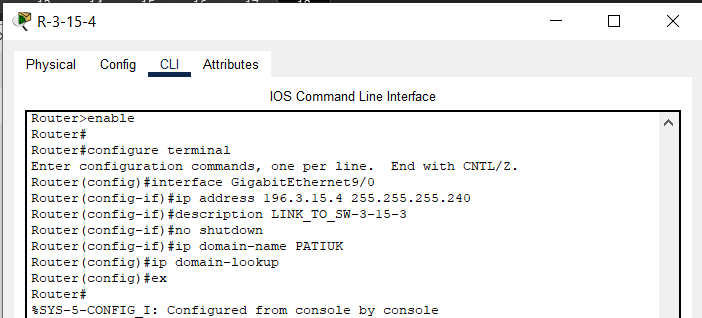 R-3-15-4
Physical Config CLI Attributes
IOS Command Line Interface
Router>enable
Router#
Router#configure terminal
Enter configuration commands, one per line.  End with CNTL/Z.
Router(config)#interface GigabitEthernet9/0
Router(config-if)#ip address 196.3.15.4 255.255.255.240
Router(config-if)#description LINK_TO_SW-3-15-3
Router(config-if)#no shutdown
Router(config-if)#ip domain-name PATIUK
Router(config)#ip domain-lookup
Router(config)#ex
Router#
%SYS-5-CONFIG_I: Configured from console by console